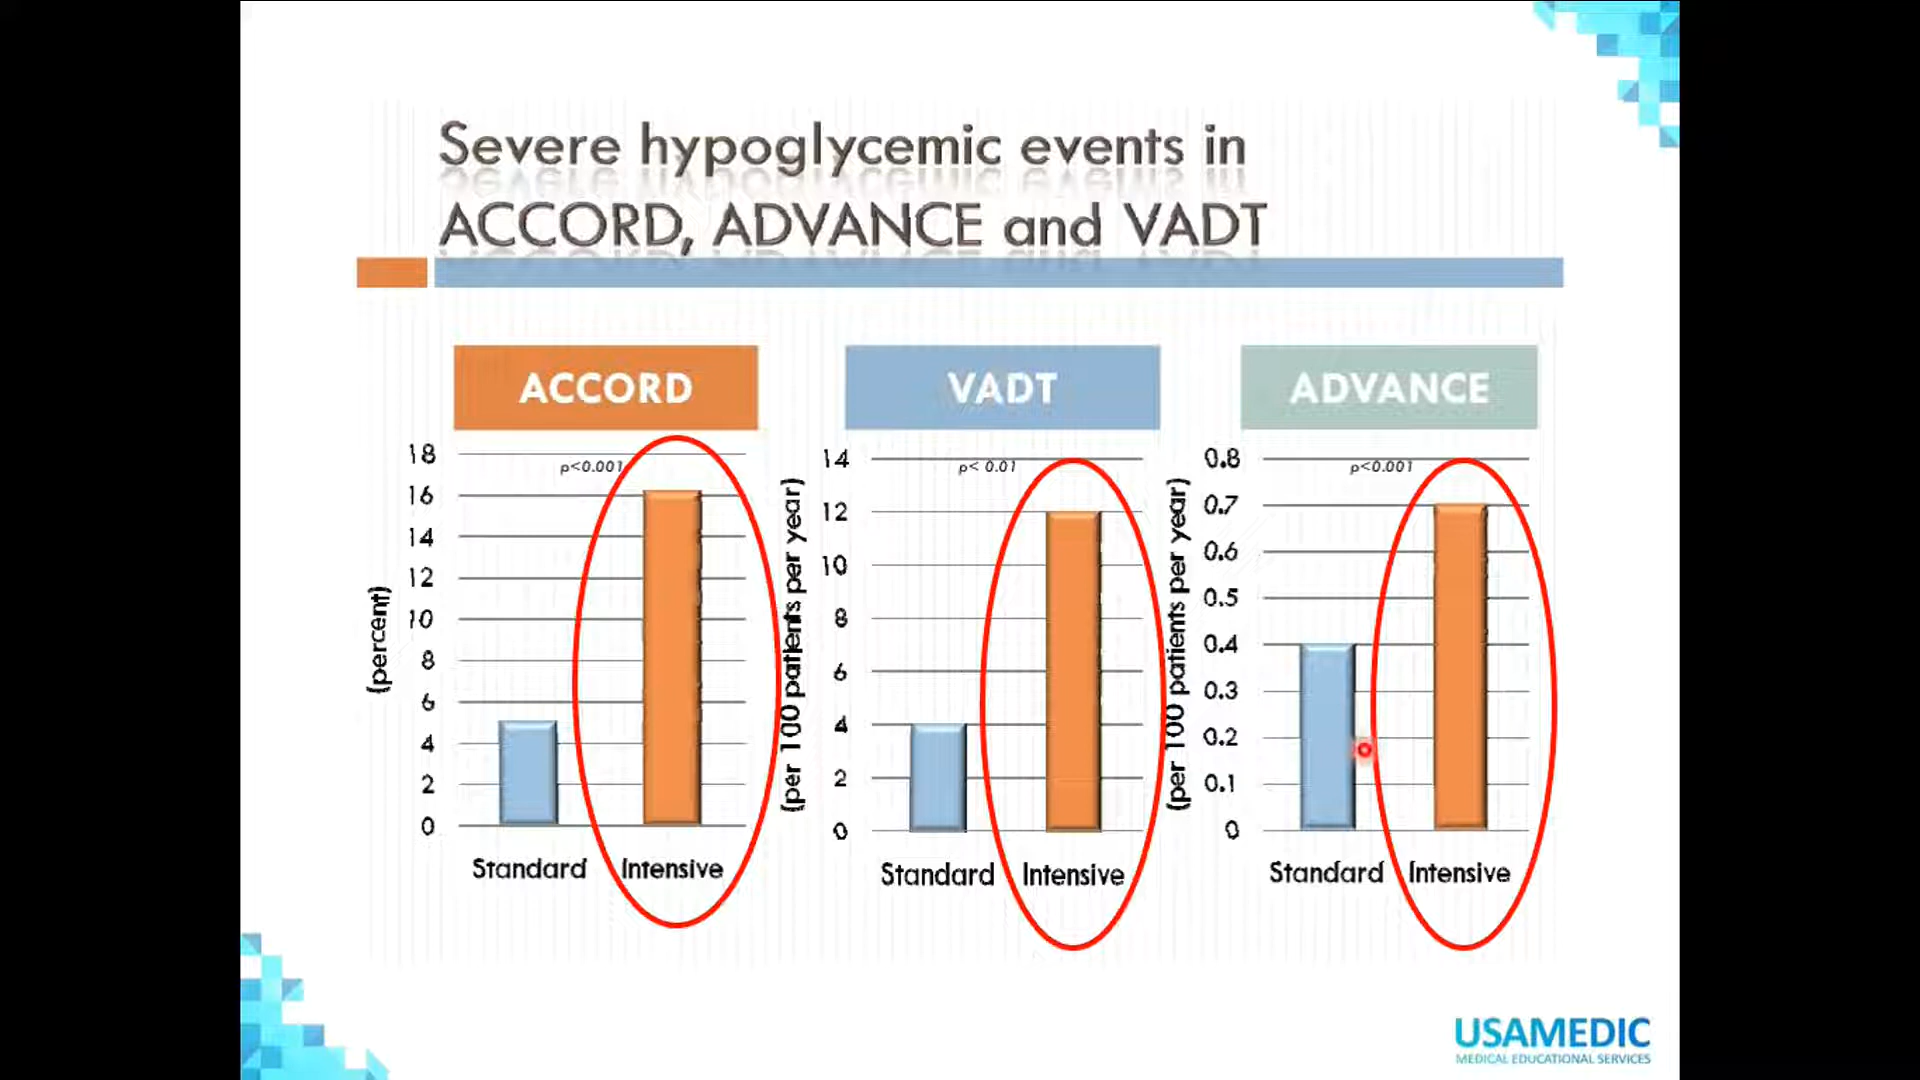 Severe hypoglycemic events in
ACCORD, ADVANCE and VADT
ACCORD
(percent)
18
16
14
12
10
8
6
4
2
0
p<0.001
Standard
Intensive
VADT
(per 100 patients per year)
14
12
10
8
6
4
2
0
p< 0.01
Standard
Intensive
ADVANCE
(per 100 patients per year)
0.8
0.7
0.6
0.5
0.4
0.3
0.2
0.1
0
p<0.001
Standard
Intensive
USAMEDIC
MEDICAL EDUCATIONAL SERVICES